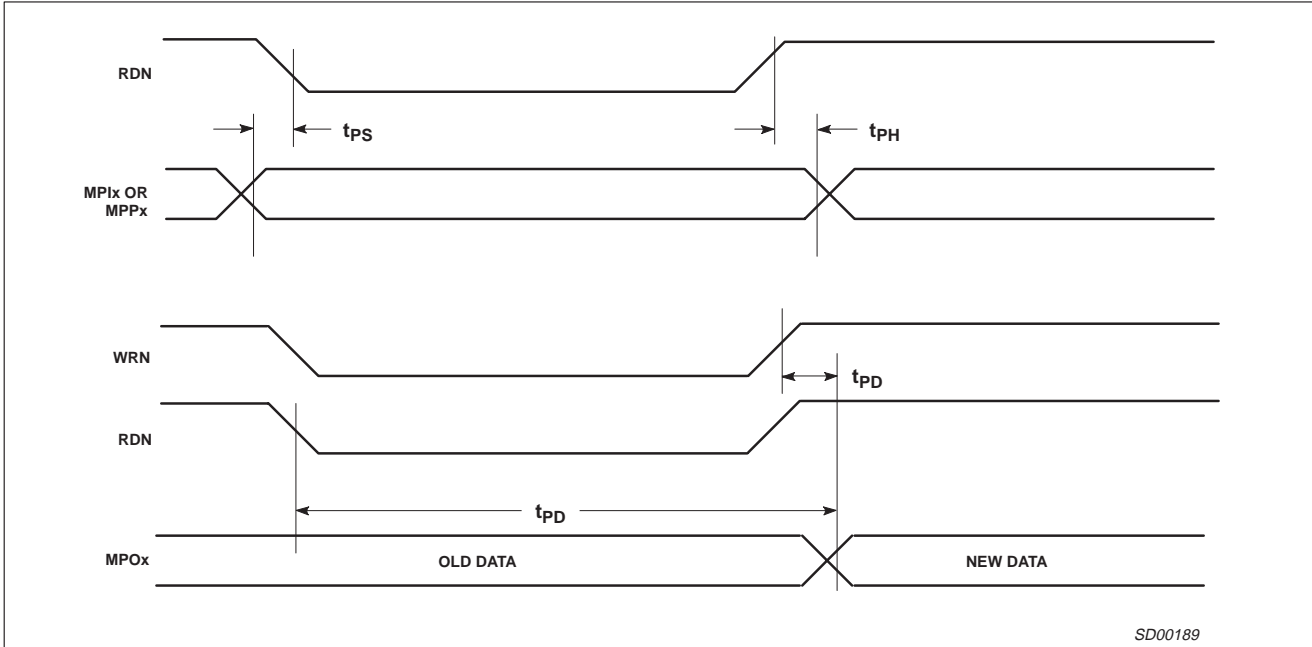 RDN
tPS
tPH
MPIx OR
MPPx
WRN
tPD
RDN
tPD
MPOx
OLD DATA
NEW DATA
SD00189